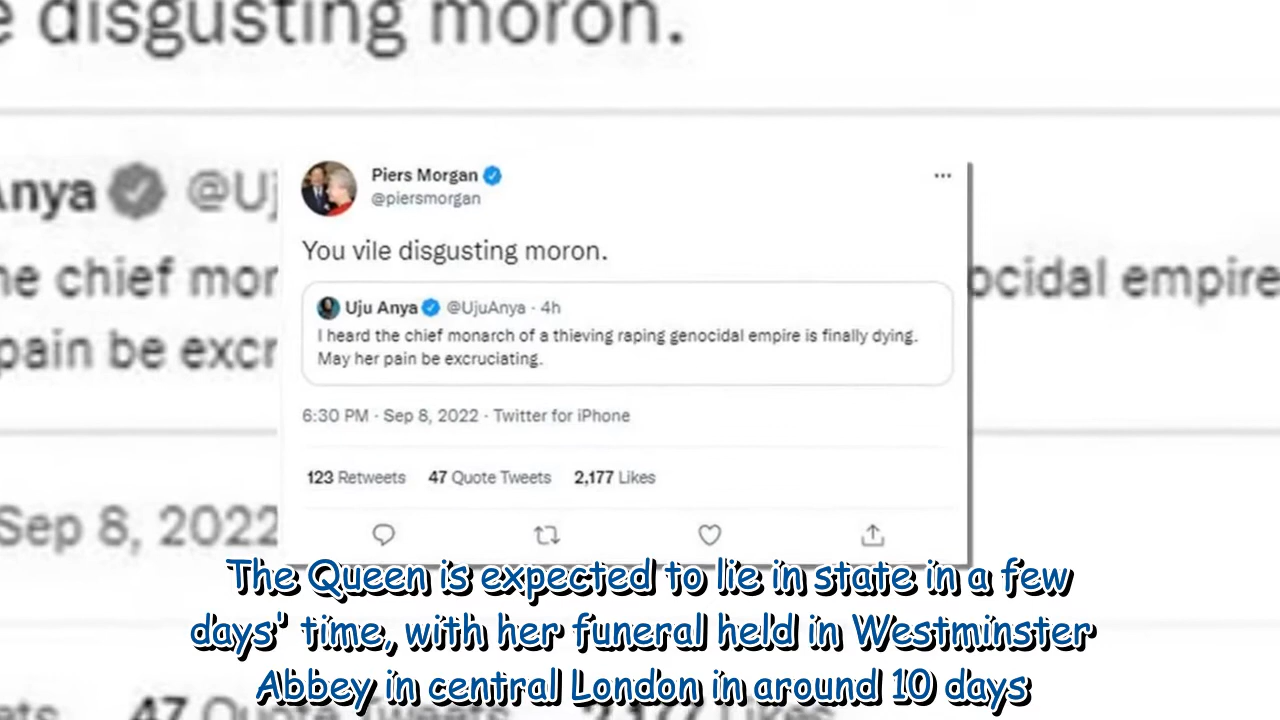 e disgusting moron.
Anya @Uj
he chief mor
ocidal empire
pain be excr
Sep 8, 2022
Piers Morgan
@piersmorgan
You vile disgusting moron.
Uju Anya @UjuAnya · 4h
I heard the chief monarch of a thieving raping genocidal empire is finally dying.
May her pain be excruciating.
6:30 PM · Sep 8, 2022 · Twitter for iPhone
123 Retweets 47 Quote Tweets 2,177 Likes
The Queen is expected to lie in state in a few
days' time, with her funeral held in Westminster
Abbey in central London in around 10 days